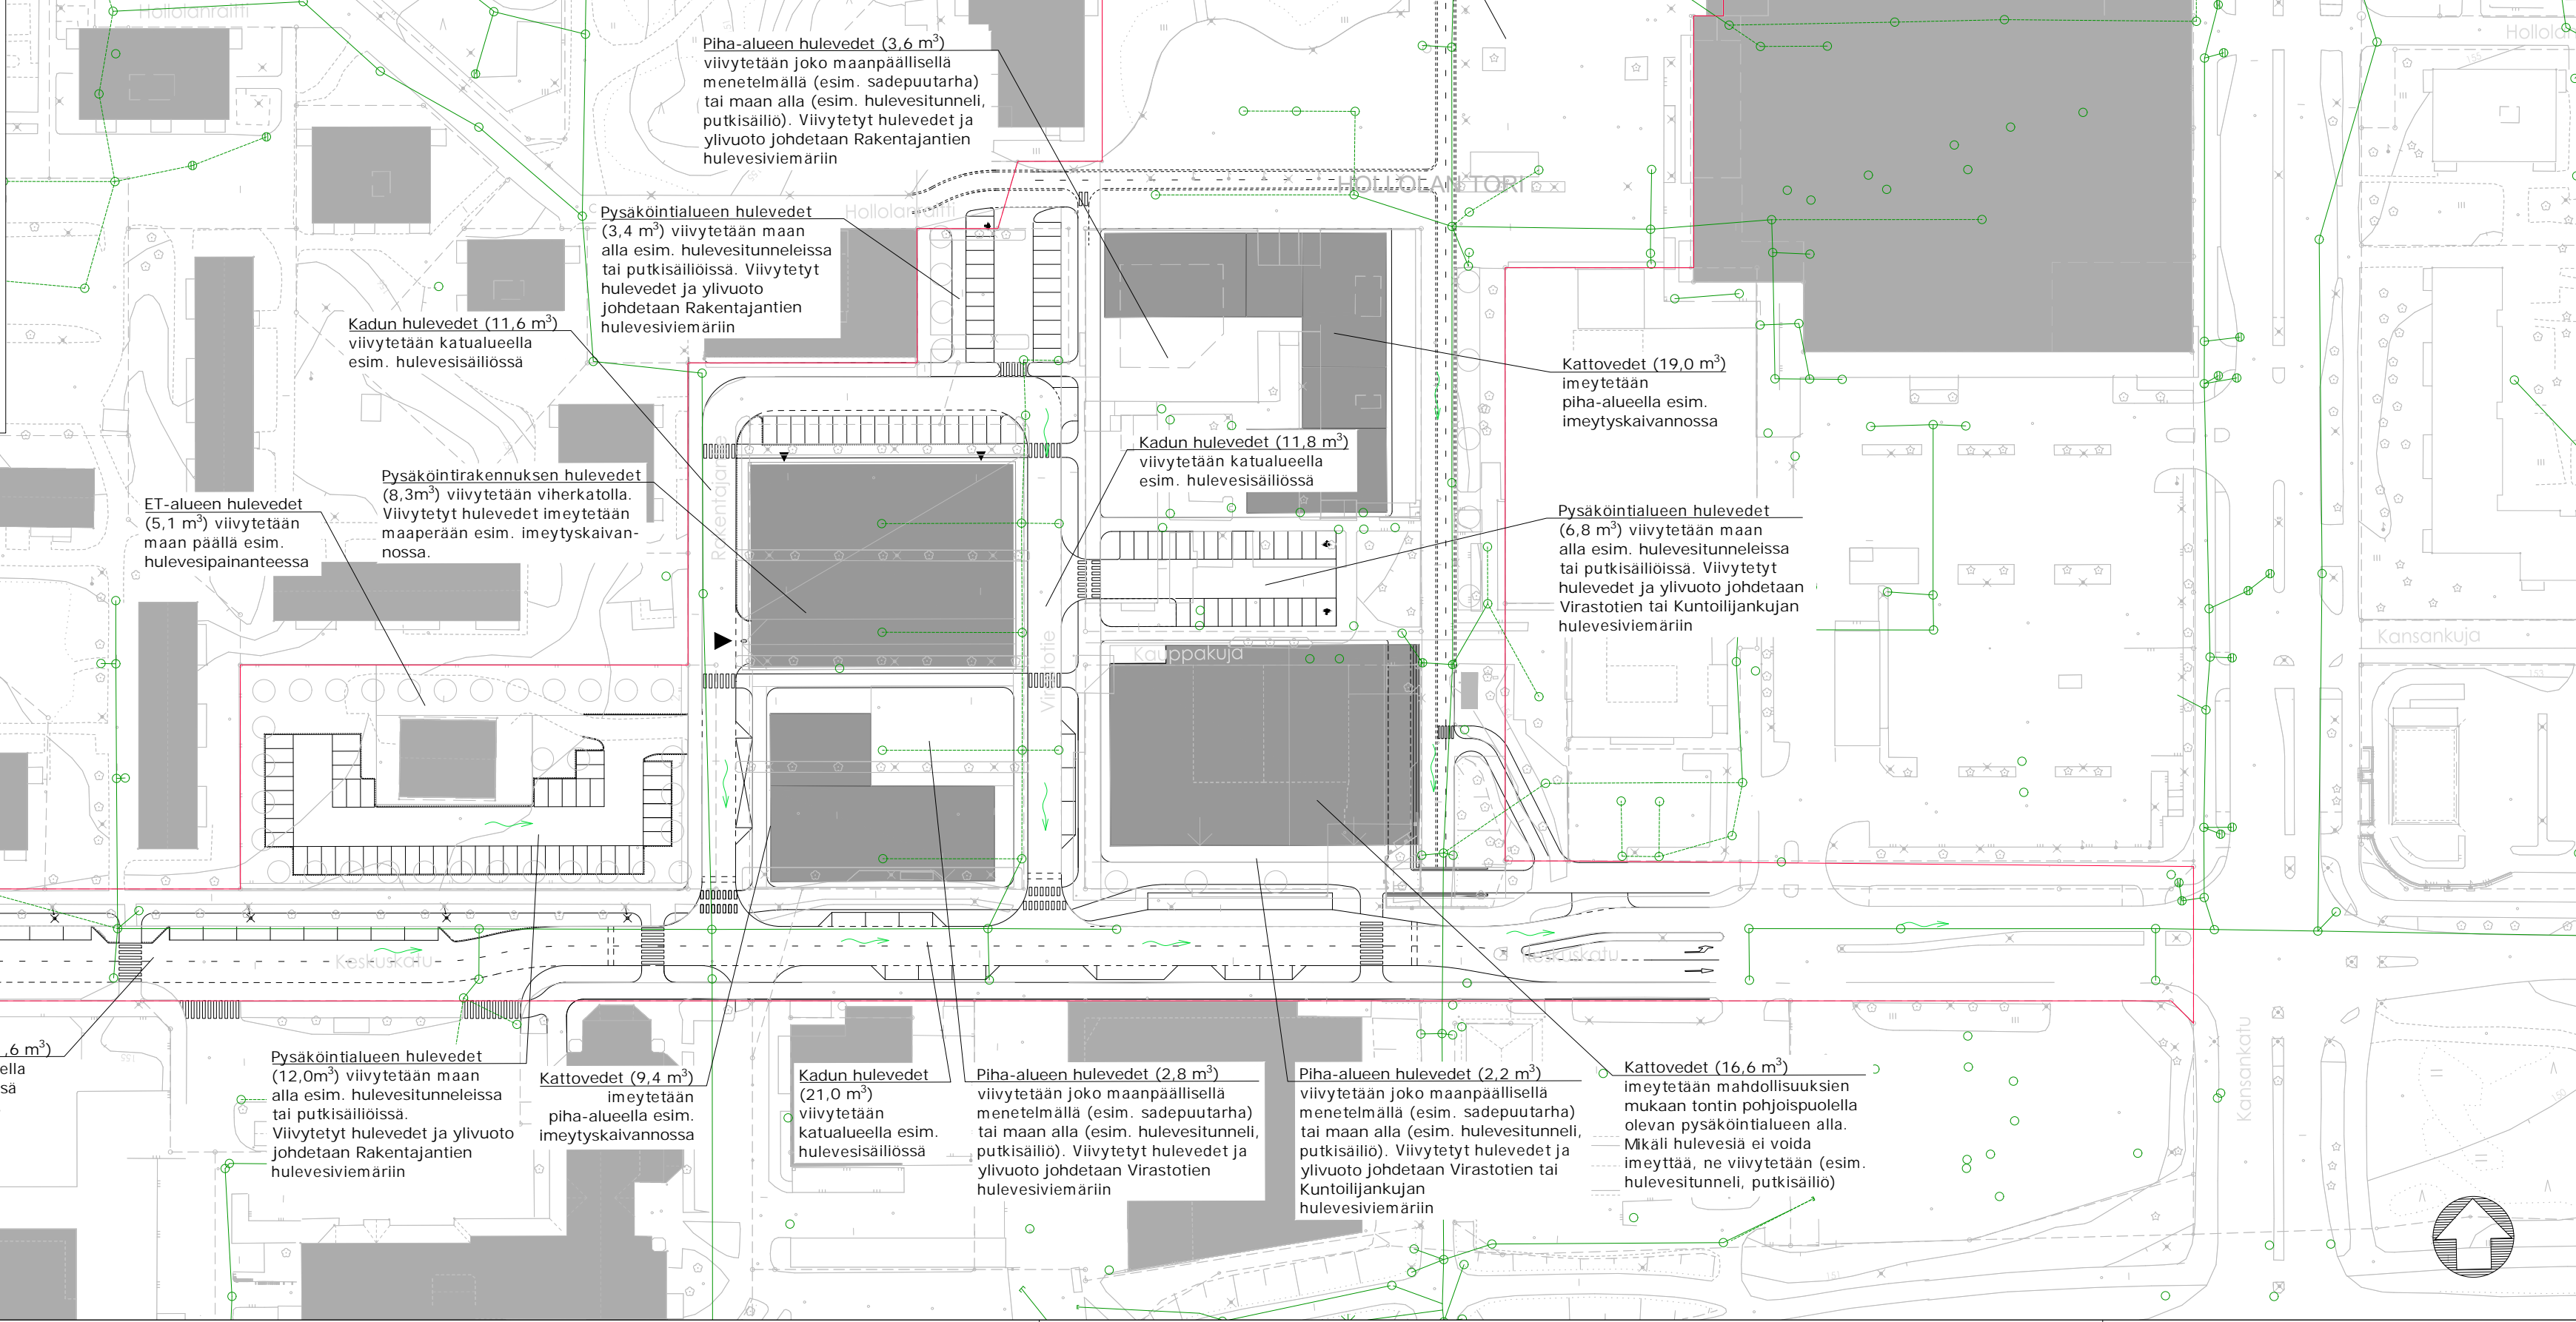 Hollolanraitti
Piha-alueen hulevedet (3,6 m³)
viivytetään joko maanpäällisellä
menetelmällä (esim. sadepuutarha)
tai maan alla (esim. hulevesitunneli,
putkisäiliö). Viivytetyt hulevedet ja
ylivuoto johdetaan Rakentajantien
hulevesiviemäriin
HOLLOLAN TORI
Hollolanraitti
Pysäköintialueen hulevedet
(3,4 m³) viivytetään maan
alla esim. hulevesitunneleissa
tai putkisäiliöissä. Viivytetyt
hulevedet ja ylivuoto
johdetaan Rakentajantien
hulevesiviemäriin
Kadun hulevedet (11,6 m³)
viivytetään katualueella
esim. hulevesisäiliössä
Kattovedet (19,0 m³)
imeytetään
piha-alueella esim.
imeytyskaivannossa
Kadun hulevedet (11,8 m³)
viivytetään katualueella
esim. hulevesisäiliössä
Pysäköintirakennuksen hulevedet
(8,3m³) viivytetään viherkatolla.
Viivytetyt hulevedet imeytetään
maaperään esim. imeytyskaivan-
nossa.
ET-alueen hulevedet
(5,1 m³) viivytetään
maan päällä esim.
hulevesipainanteessa
Pysäköintialueen hulevedet
(6,8 m³) viivytetään maan
alla esim. hulevesitunneleissa
tai putkisäiliöissä. Viivytetyt
hulevedet ja ylivuoto johdetaan
Virastotien tai Kuntoilijankujan
hulevesiviemäriin
Kauppakuja
Virastotie
Kansankuja
Keskuskatu
Keskuskatu
Kansankatu
,6 m³)
ella
ssä
Pysäköintialueen hulevedet
(12,0m³) viivytetään maan
alla esim. hulevesitunneleissa
tai putkisäiliöissä.
Viivytetyt hulevedet ja ylivuoto
johdetaan Rakentajantien
hulevesiviemäriin
Kattovedet (9,4 m³)
imeytetään
piha-alueella esim.
imeytyskaivannossa
Kadun hulevedet
(21,0 m³)
viivytetään
katualueella esim.
hulevesisäiliössä
Piha-alueen hulevedet (2,8 m³)
viivytetään joko maanpäällisellä
menetelmällä (esim. sadepuutarha)
tai maan alla (esim. hulevesitunneli,
putkisäiliö). Viivytetyt hulevedet ja
ylivuoto johdetaan Virastotien
hulevesiviemäriin
Piha-alueen hulevedet (2,2 m³)
viivytetään joko maanpäällisellä
menetelmällä (esim. sadepuutarha)
tai maan alla (esim. hulevesitunneli,
putkisäiliö). Viivytetyt hulevedet ja
ylivuoto johdetaan Virastotien tai
Kuntoilijankujan
hulevesiviemäriin
Kattovedet (16,6 m³)
imeytetään mahdollisuuksien
mukaan tontin pohjoispuolella
olevan pysäköintialueen alla.
Mikäli hulevesiä ei voida
imeyttää, ne viivytetään (esim.
hulevesitunneli, putkisäiliö)